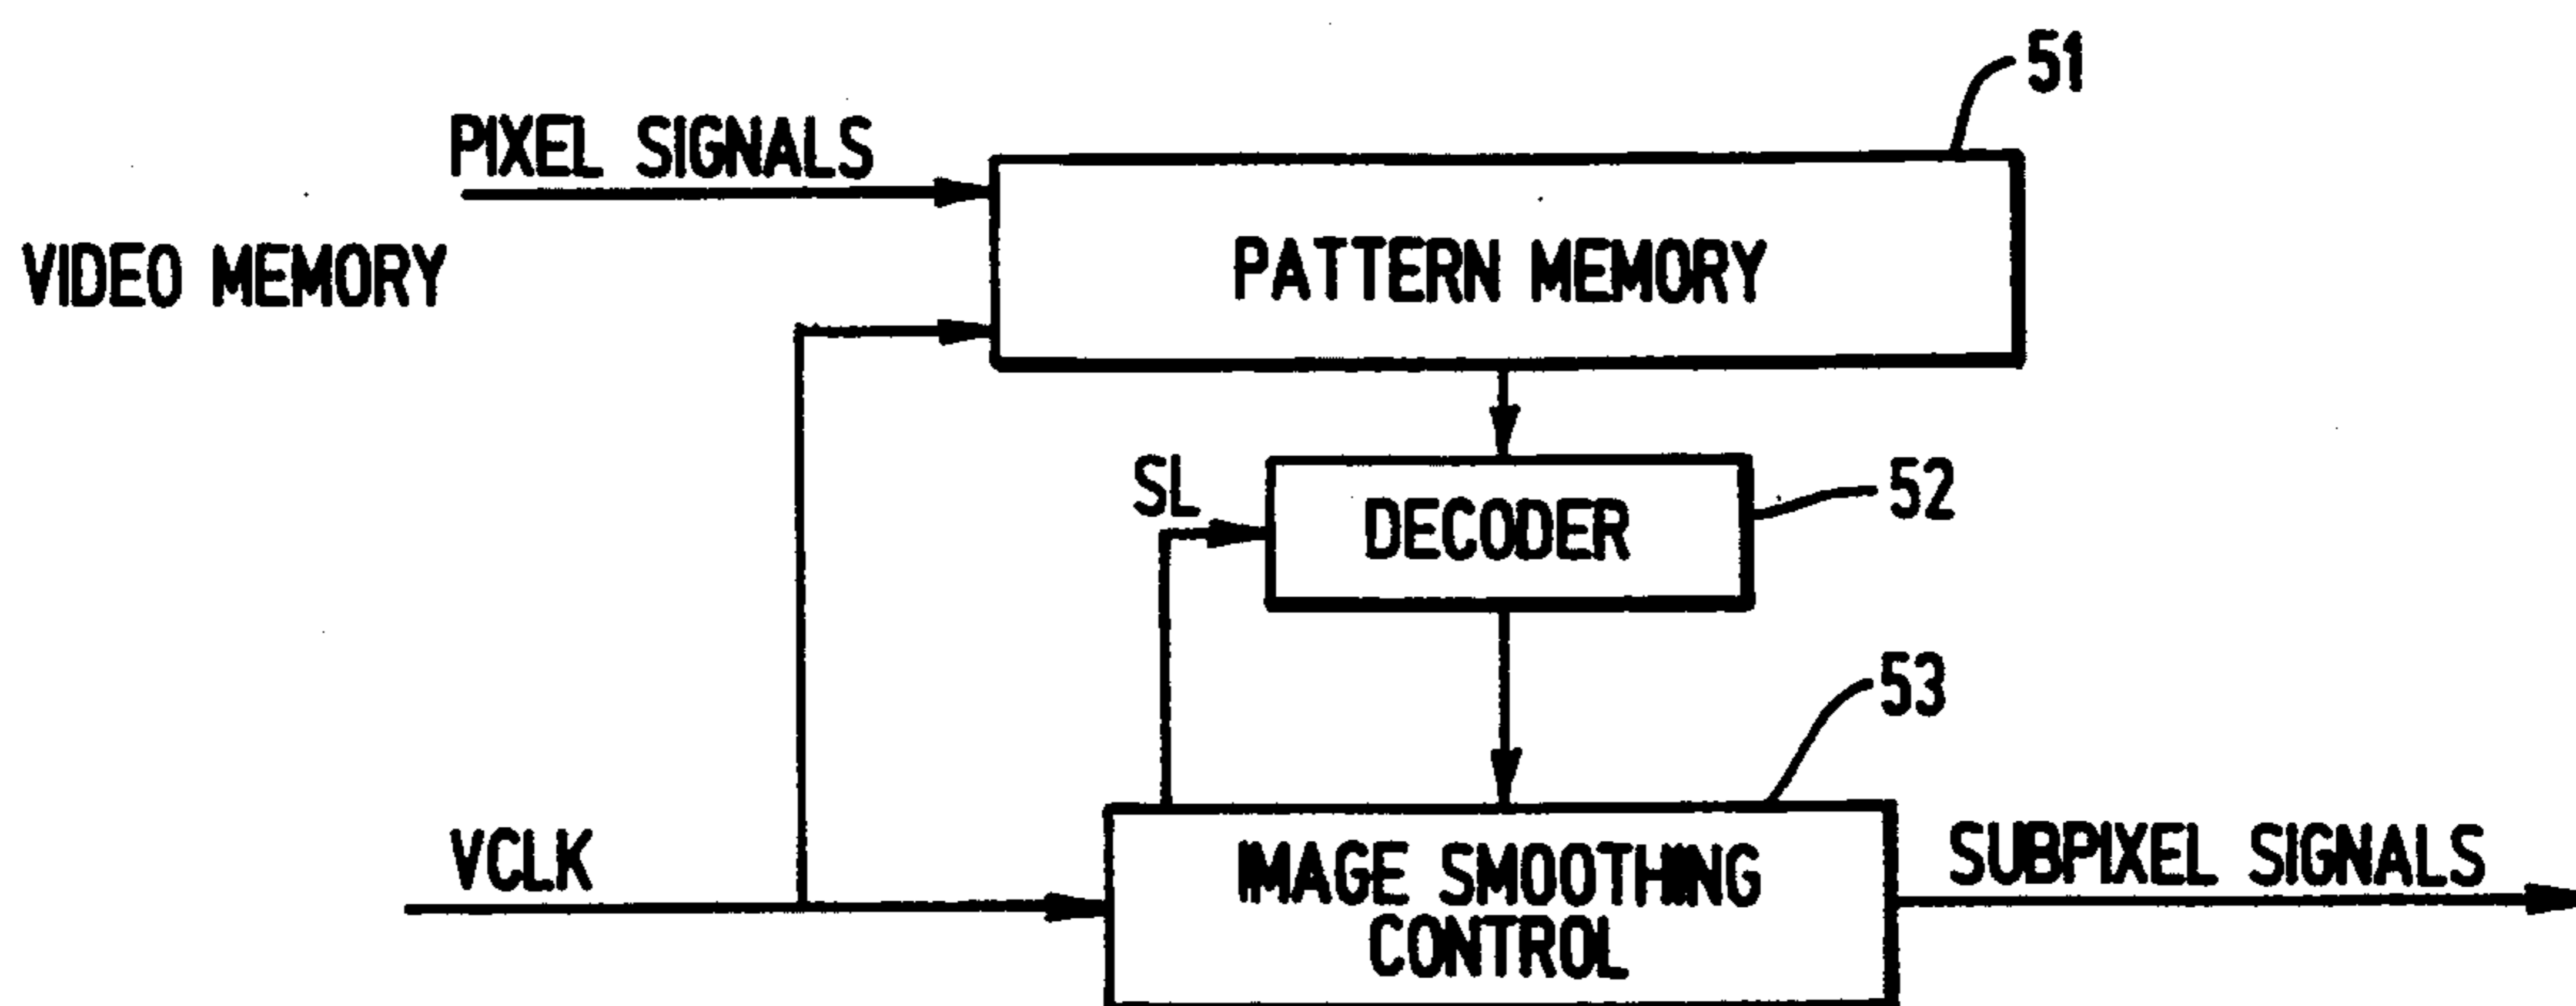 51
PIXEL SIGNALS
VIDEO MEMORY
PATTERN MEMORY
SL
DECODER
52
53
VCLK
IMAGE SMOOTHING
CONTROL
SUBPIXEL SIGNALS